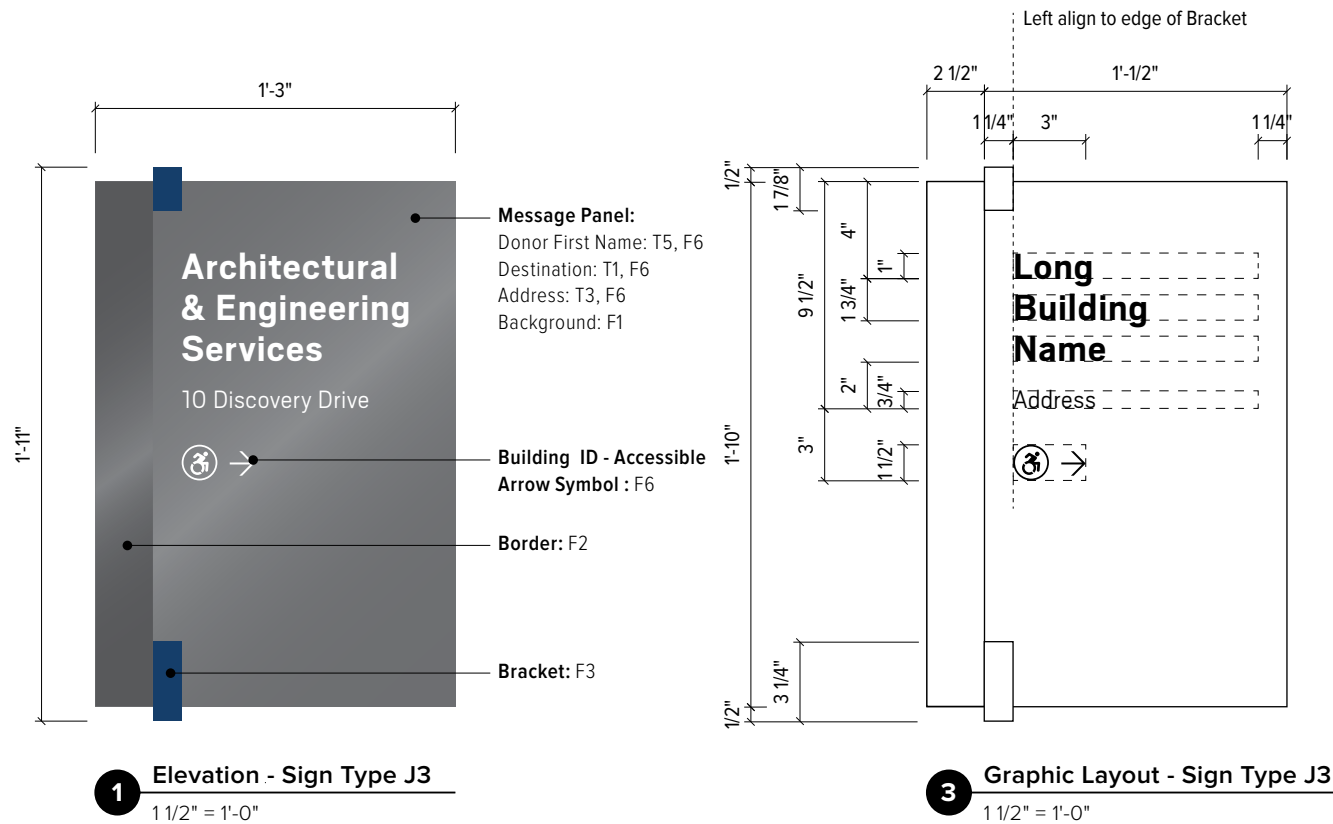 Left align to edge of Bracket
1'-3"
2 1/2"
1'-1/2"
1 1/4"
3"
1 1/4"
1'-11"
Architectural
& Engineering
Services
10 Discovery Drive
Message Panel:
Donor First Name: T5, F6
Destination: T1, F6
Address: T3, F6
Background: F1
Building ID - Accessible
Arrow Symbol : F6
Border: F2
Bracket: F3
1/2"
1 7/8"
4"
1"
9 1/2"
1 3/4"
2"
3/4"
3"
1 1/2"
1'-10"
3 1/4"
1/2"
Long
Building
Name
Address
1
Elevation - Sign Type J3
1 1/2" = 1'-0"
3
Graphic Layout - Sign Type J3
1 1/2" = 1'-0"